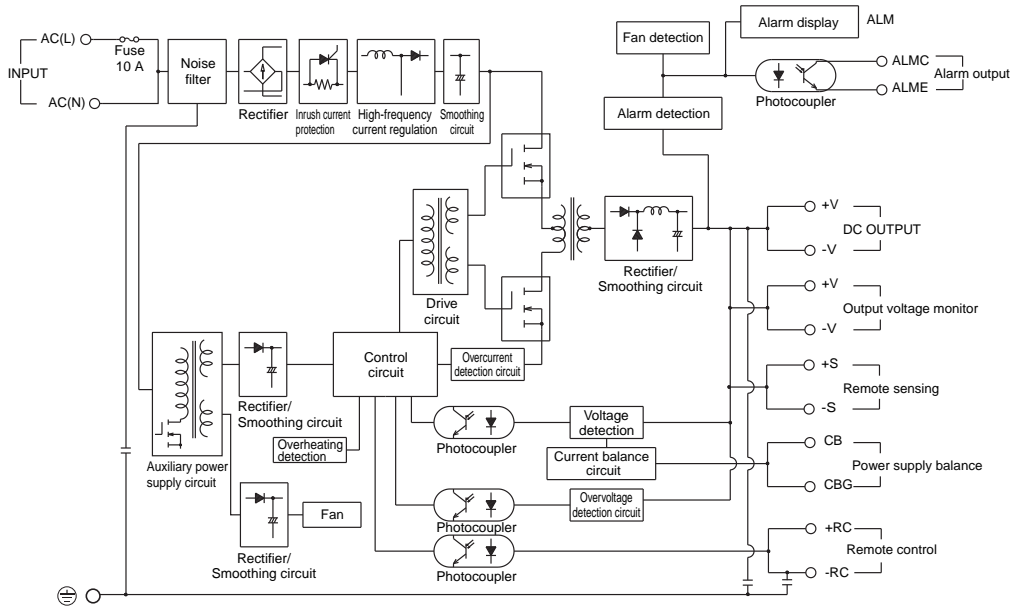 AC(L)
Fuse
10 A
INPUT
AC(N)
Noise
filter
Rectifier
Inrush current
protection
High-frequency
current regulation
Smoothing
circuit
Fan detection
Alarm display
ALM
ALMC
Alarm output
ALME
Photocoupler
Alarm detection
Drive
circuit
Rectifier/
Smoothing circuit
+V
DC OUTPUT
-V
+V
Output voltage monitor
-V
+S
Remote sensing
-S
CB
Power supply balance
CBG
+RC
Remote control
-RC
Control
circuit
Overcurrent
detection circuit
Rectifier/
Smoothing circuit
Overheating
detection
Auxiliary power
supply circuit
Photocoupler
Voltage
detection
Current balance
circuit
Fan
Rectifier/
Smoothing circuit
Photocoupler
Overvoltage
detection circuit
Photocoupler